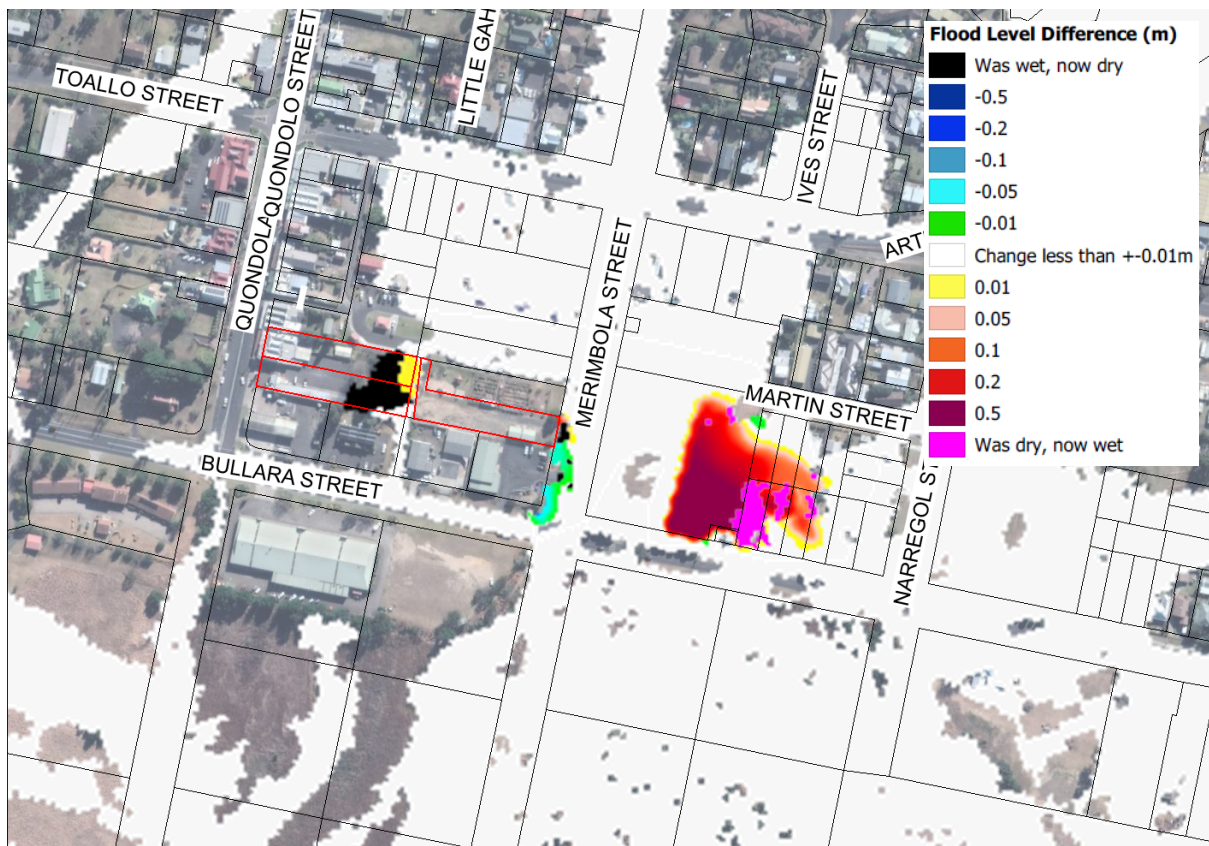 Flood Level Difference (m)
Was wet, now dry
-0.5
-0.2
-0.1
-0.05
-0.01
Change less than +-0.01m
0.01
0.05
0.1
0.2
0.5
Was dry, now wet
TOALLO STREET
QUONDOLAQUONDOLO STREET
LITTLE GAH
IVES STREET
ART
MERIMBOLA STREET
MARTIN STREET
BULLARA STREET
NARREGOL ST